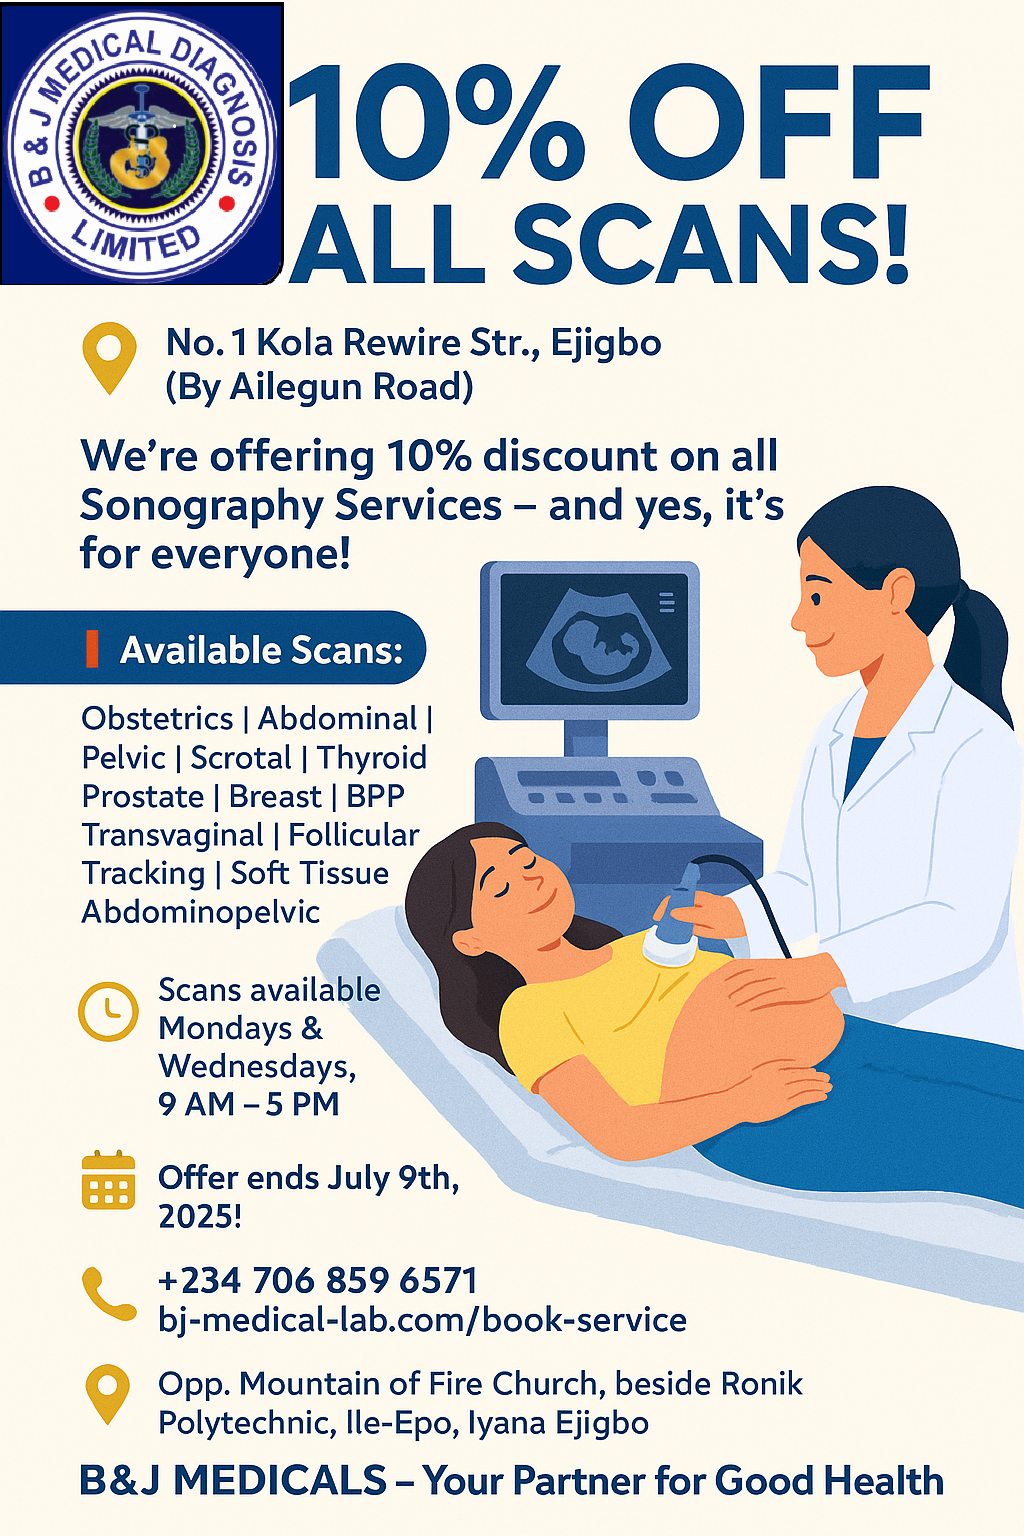 B & J MEDICAL DIAGNOSIS
LIMITED
10% OFF
ALL SCANS!
No. 1 Kola Rewire Str., Ejigbo
(By Ailegun Road)
We’re offering 10% discount on all
Sonography Services – and yes, it’s
for everyone!
Available Scans:
Obstetrics | Abdominal |
Pelvic | Scrotal | Thyroid
Prostate | Breast | BPP
Transvaginal | Follicular
Tracking | Soft Tissue
Abdominopelvic
Scans available
Mondays &
Wednesdays,
9 AM – 5 PM
Offer ends July 9th,
2025!
+234 706 859 6571
bj-medical-lab.com/book-service
Opp. Mountain of Fire Church, beside Ronik
Polytechnic, Ile-Epo, Iyana Ejigbo
B&J MEDICALS – Your Partner for Good Health